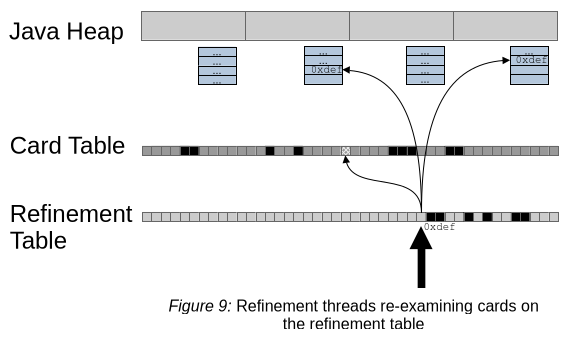 Java Heap
...
...
...
...
...
...
0xdef
...
...
...
...
...
...
0xdef
Card Table
Refinement
Table
0xdef
Figure 9: Refinement threads re-examining cards on
the refinement table